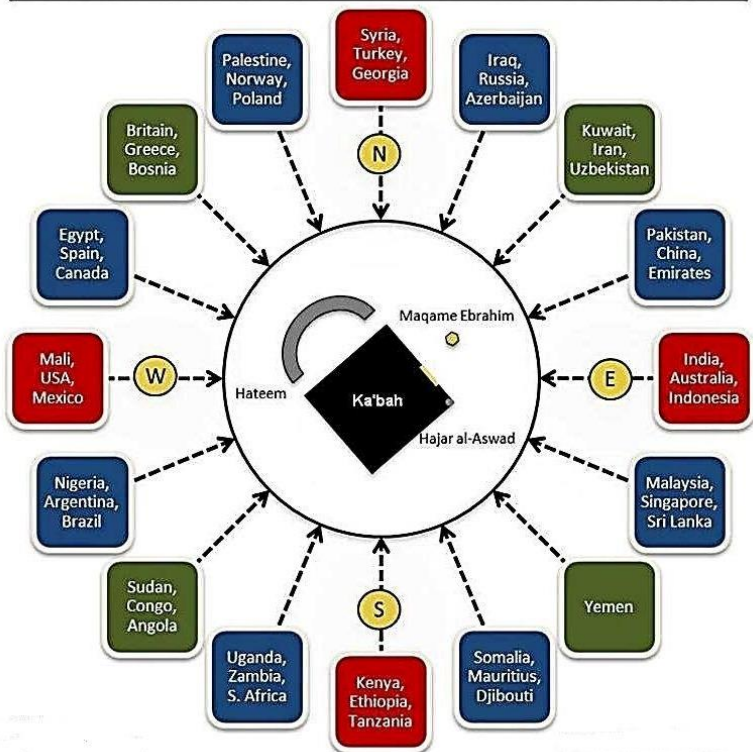 Syria,
Turkey,
Georgia
Iraq,
Russia,
Azerbaijan
Kuwait,
Iran,
Uzbekistan
Pakistan,
China,
Emirates
India,
Australia,
Indonesia
Malaysia,
Singapore,
Sri Lanka
Yemen
Somalia,
Mauritius,
Djibouti
Kenya,
Ethiopia,
Tanzania
Uganda,
Zambia,
S. Africa
Sudan,
Congo,
Angola
Nigeria,
Argentina,
Brazil
Mali,
USA,
Mexico
Egypt,
Spain,
Canada
Britain,
Greece,
Bosnia
Palestine,
Norway,
Poland
N
E
S
W
Maqame Ebrahim
Hateem
Ka'bah
Hajar al-Aswad